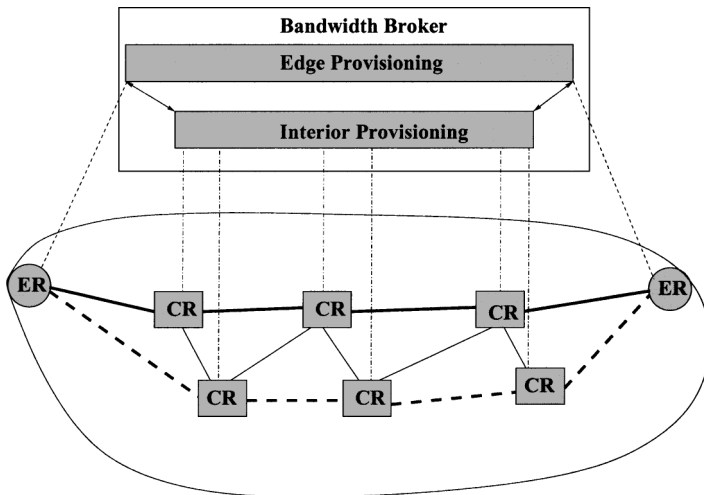 Bandwidth Broker
Edge Provisioning
Interior Provisioning
ER
CR
CR
CR
ER
CR
CR
CR